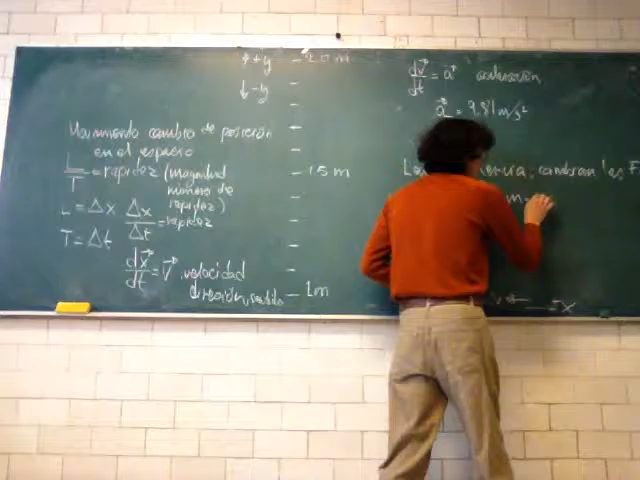 Movimiento cambio de posición
en el espacio
L/T = rapidez (magnitud
número de
rapidez)
L = Δx Δx/Δt = rapidez
T = Δt
dx/dt = v velocidad
dirección, sentido
↑ +y
↓ -y
2.0 m
1.5 m
1m
dv/dt = a aceleración
a = 9.81 m/s²
cambian las F
m
x